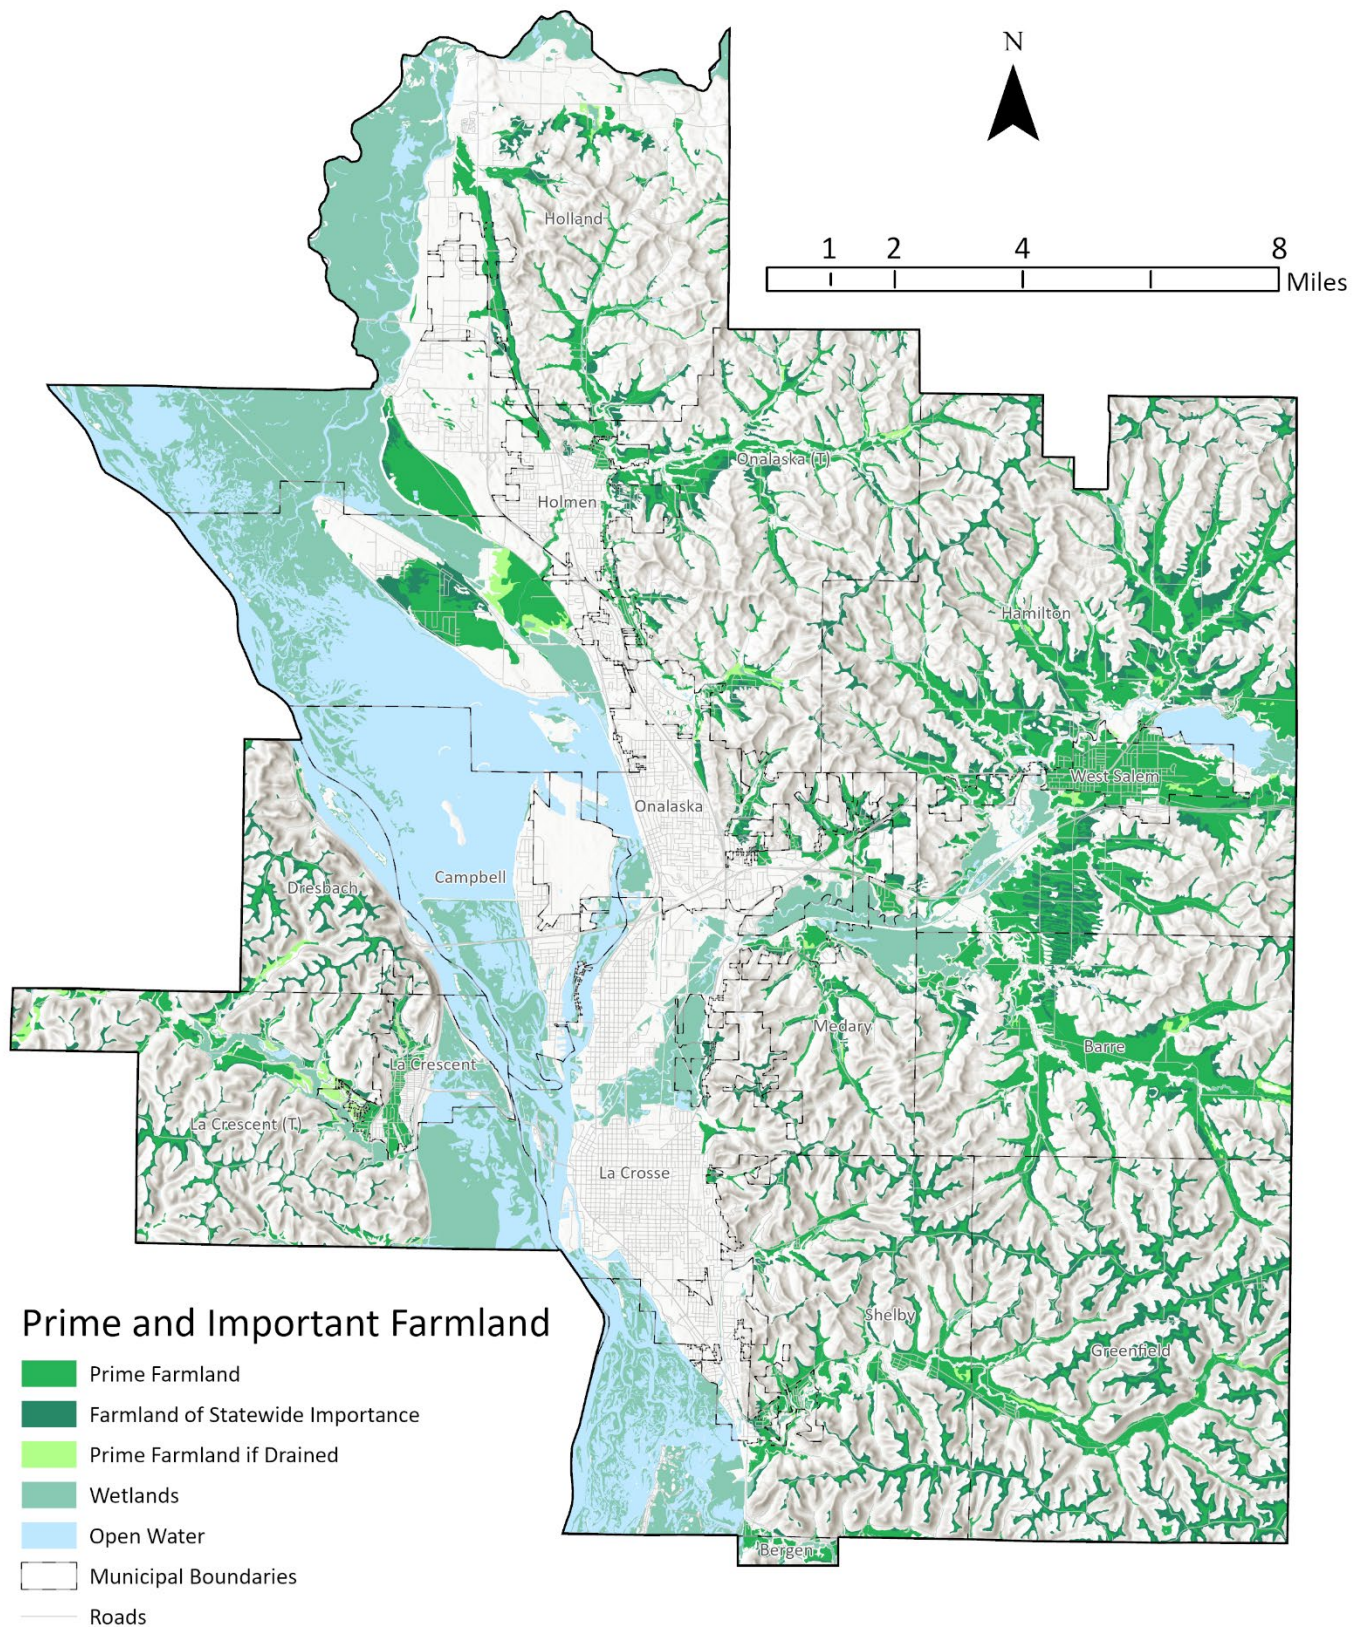 N
1 2 4 8
Miles
Holland
Onalaska (T)
Holmen
Hamilton
West Salem
Onalaska
Campbell
Dresbach
Medary
Barre
La Crescent
La Crescent (T)
La Crosse
Shelby
Greenfield
Bergen
Prime and Important Farmland
Prime Farmland
Farmland of Statewide Importance
Prime Farmland if Drained
Wetlands
Open Water
Municipal Boundaries
Roads